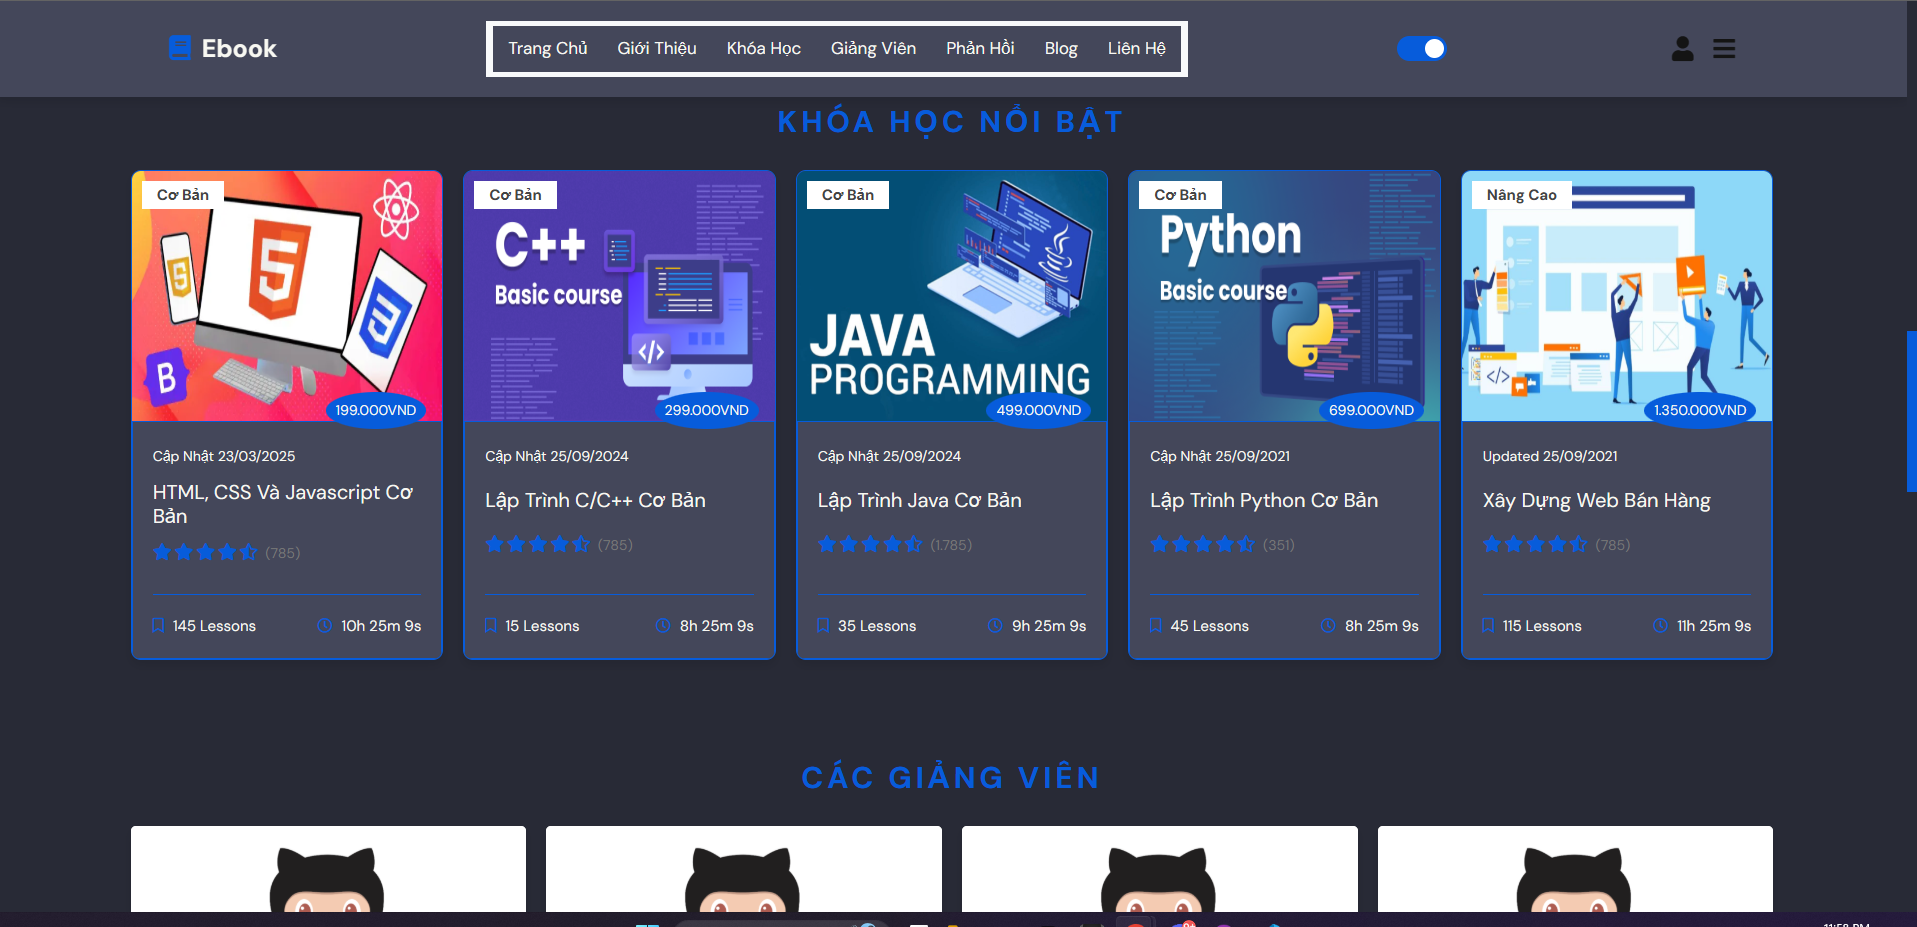 Ebook
Trang Chủ Giới Thiệu Khóa Học Giảng Viên Phản Hồi Blog Liên Hệ
KHÓA HỌC NỔI BẬT
Cơ Bản
199.000VND
Cập Nhật 23/03/2025
HTML, CSS Và Javascript Cơ
Bản
(785)
145 Lessons 10h 25m 9s
Cơ Bản
C++
Basic course
299.000VND
Cập Nhật 25/09/2024
Lập Trình C/C++ Cơ Bản
(785)
15 Lessons 8h 25m 9s
Cơ Bản
JAVA
PROGRAMMING
499.000VND
Cập Nhật 25/09/2024
Lập Trình Java Cơ Bản
(1.785)
35 Lessons 9h 25m 9s
Cơ Bản
Python
Basic course
699.000VND
Cập Nhật 25/09/2021
Lập Trình Python Cơ Bản
(351)
45 Lessons 8h 25m 9s
Nâng Cao
</>
1.350.000VND
Updated 25/09/2021
Xây Dựng Web Bán Hàng
(785)
115 Lessons 11h 25m 9s
CÁC GIẢNG VIÊN